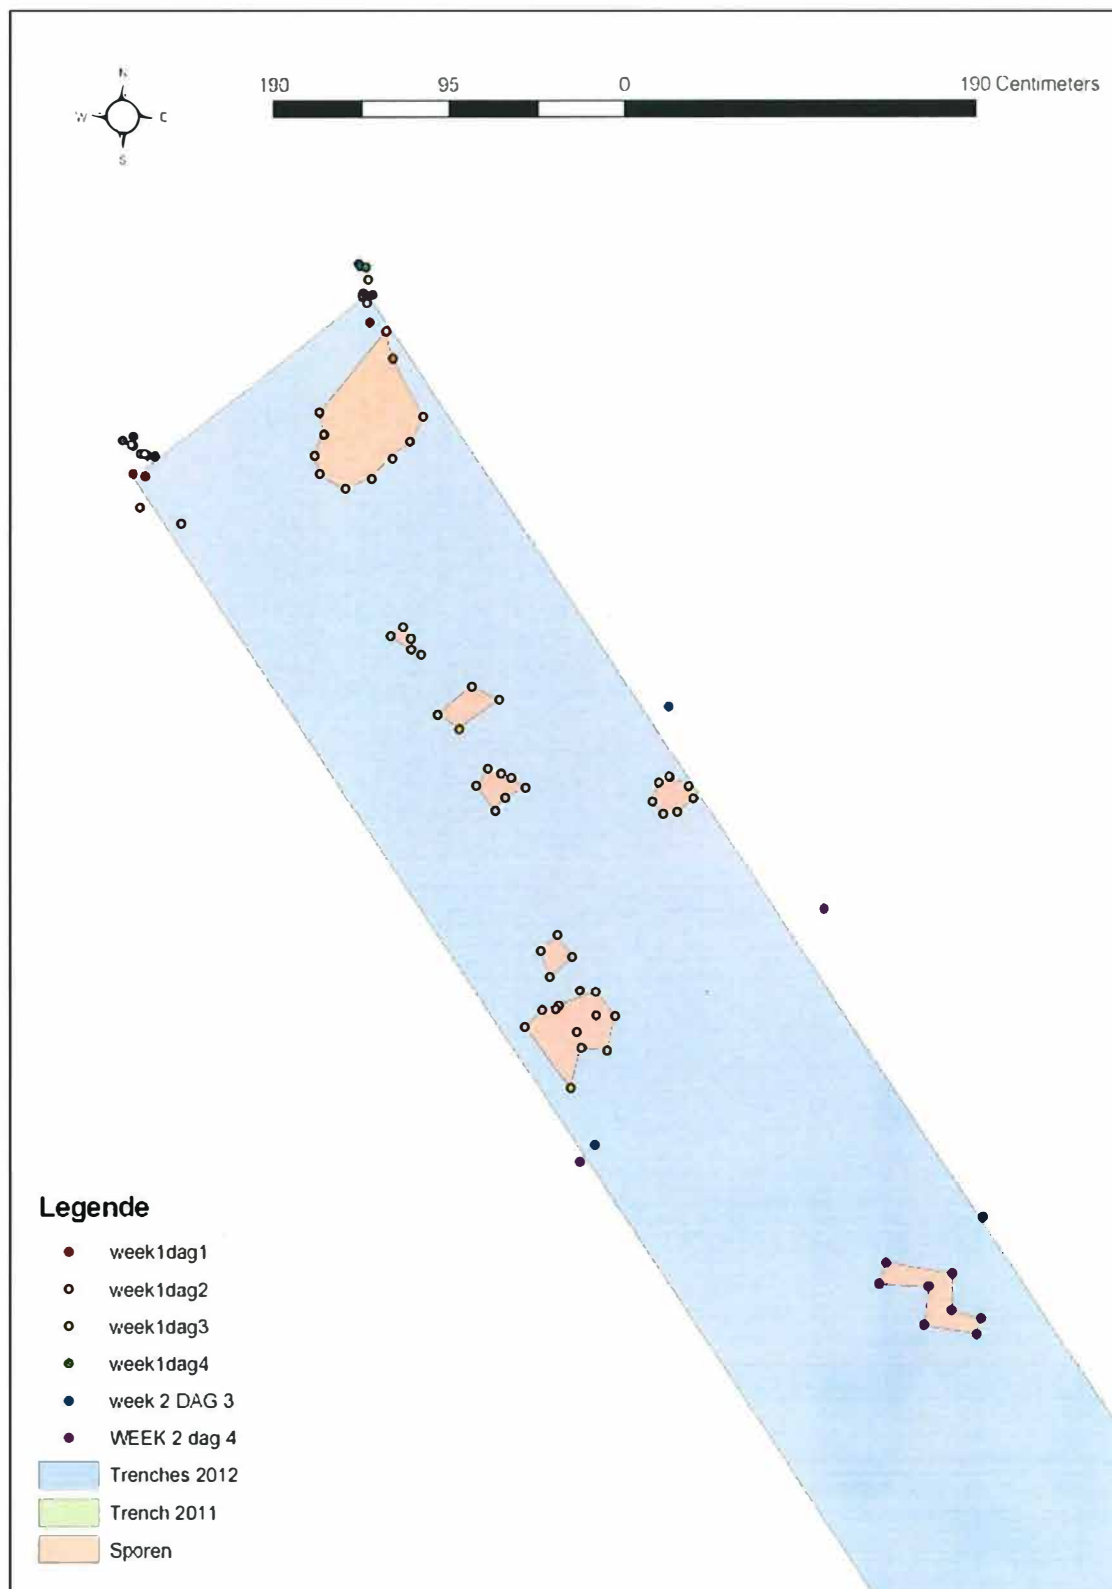 N
W
S
190 95 0 190 Centimeters
Legende
week1dag1
week1dag2
week1dag3
week1dag4
week 2 DAG 3
WEEK 2 dag 4
Trenches 2012
Trench 2011
Sporen